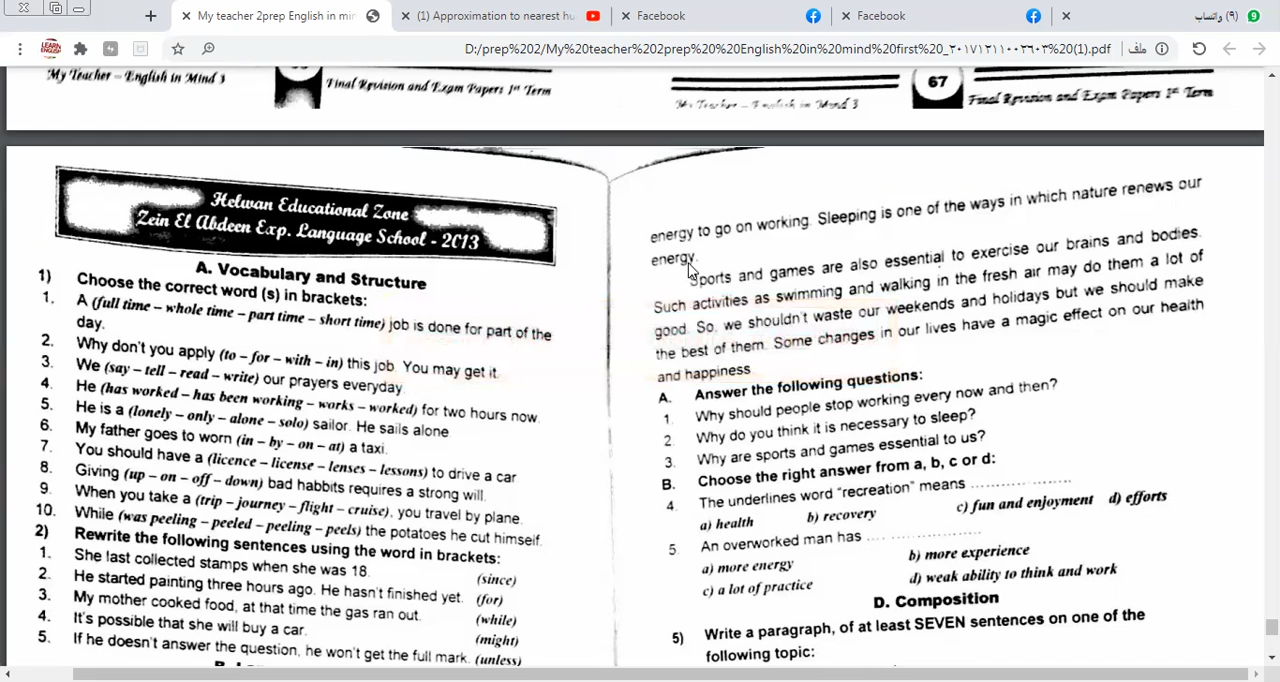 My teacher 2prep English in min
(1) Approximation to nearest hu
Facebook
Facebook
(٩) واتساب
D:/prep%202/My%20teacher%202prep%20%20English%20in%20mind%20first%20_٢٠١٧١٢١١٠٠٢٦٠٣%20(1).pdf
ملف
My Teacher – English in Mind 3
Final Revision and Exam Papers 1st Term
My Teacher – English in Mind 3
67
Final Revision and Exam Papers 1st Term
Helwan Educational Zone
Zein El Abdeen Exp. Language School - 2013
A. Vocabulary and Structure
1) Choose the correct word (s) in brackets:
1. A (full time – whole time – part time – short time) job is done for part of the
day.
2. Why don't you apply (to – for – with – in) this job. You may get it.
3. We (say – tell – read – write) our prayers everyday.
4. He (has worked – has been working – works – worked) for two hours now.
5. He is a (lonely – only – alone – solo) sailor. He sails alone
6. My father goes to worn (in – by – on – at) a taxi.
7. You should have a (licence – license – lenses – lessons) to drive a car
8. Giving (up – on – off – down) bad habbits requires a strong will.
9. When you take a (trip – journey – flight – cruise), you travel by plane.
10. While (was peeling – peeled – peeling – peels) the potatoes he cut himself.
2) Rewrite the following sentences using the word in brackets:
1. She last collected stamps when she was 18. (since)
2. He started painting three hours ago. He hasn't finished yet. (for)
3. My mother cooked food, at that time the gas ran out. (while)
4. It's possible that she will buy a car. (might)
5. If he doesn't answer the question, he won't get the full mark. (unless)
energy to go on working. Sleeping is one of the ways in which nature renews our
energy.
Sports and games are also essential to exercise our brains and bodies.
Such activities as swimming and walking in the fresh air may do them a lot of
good. So, we shouldn't waste our weekends and holidays but we should make
the best of them. Some changes in our lives have a magic effect on our health
and happiness
A. Answer the following questions:
1. Why should people stop working every now and then?
2. Why do you think it is necessary to sleep?
3. Why are sports and games essential to us?
B. Choose the right answer from a, b, c or d:
4. The underlines word "recreation" means ....................
a) health b) recovery c) fun and enjoyment d) efforts
5. An overworked man has .... ................
a) more energy b) more experience
c) a lot of practice d) weak ability to think and work
D. Composition
5) Write a paragraph, of at least SEVEN sentences on one of the
following topic: